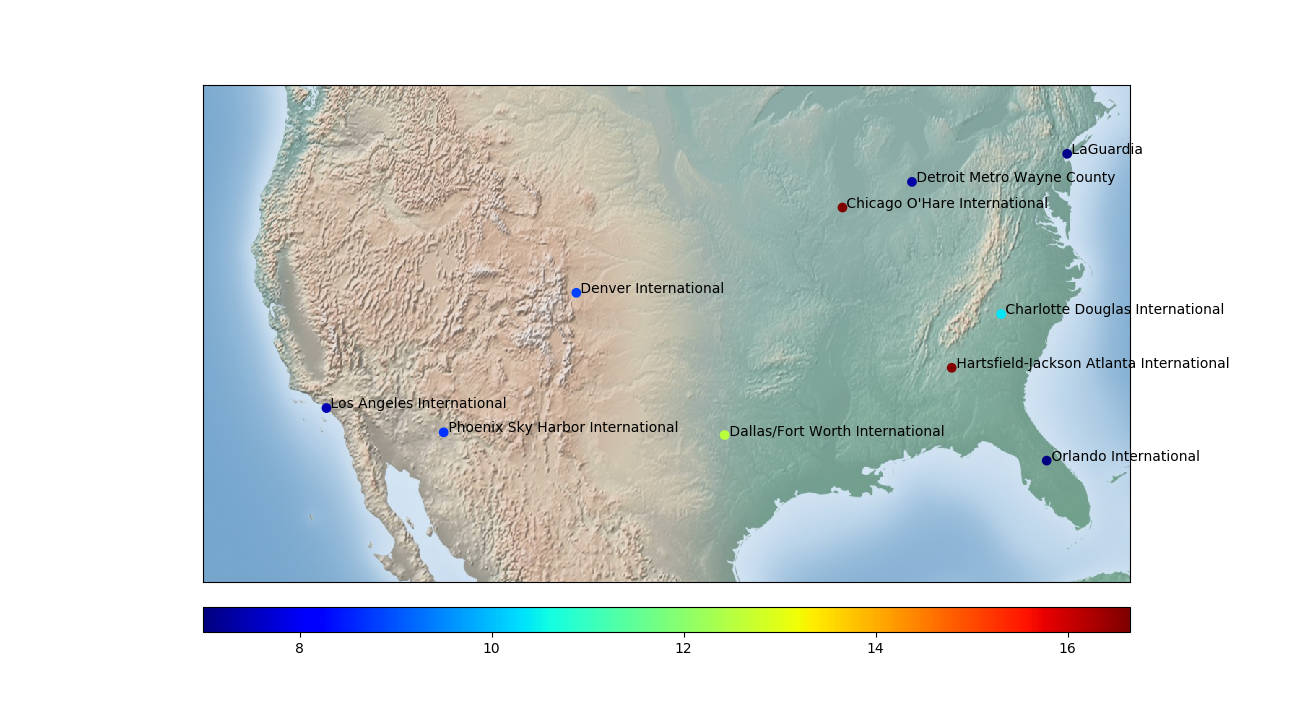 LaGuardia
Detroit Metro Wayne County
Chicago O'Hare International
Denver International
Charlotte Douglas International
Hartsfield-Jackson Atlanta International
Los Angeles International
Phoenix Sky Harbor International
Dallas/Fort Worth International
Orlando International
8 10 12 14 16